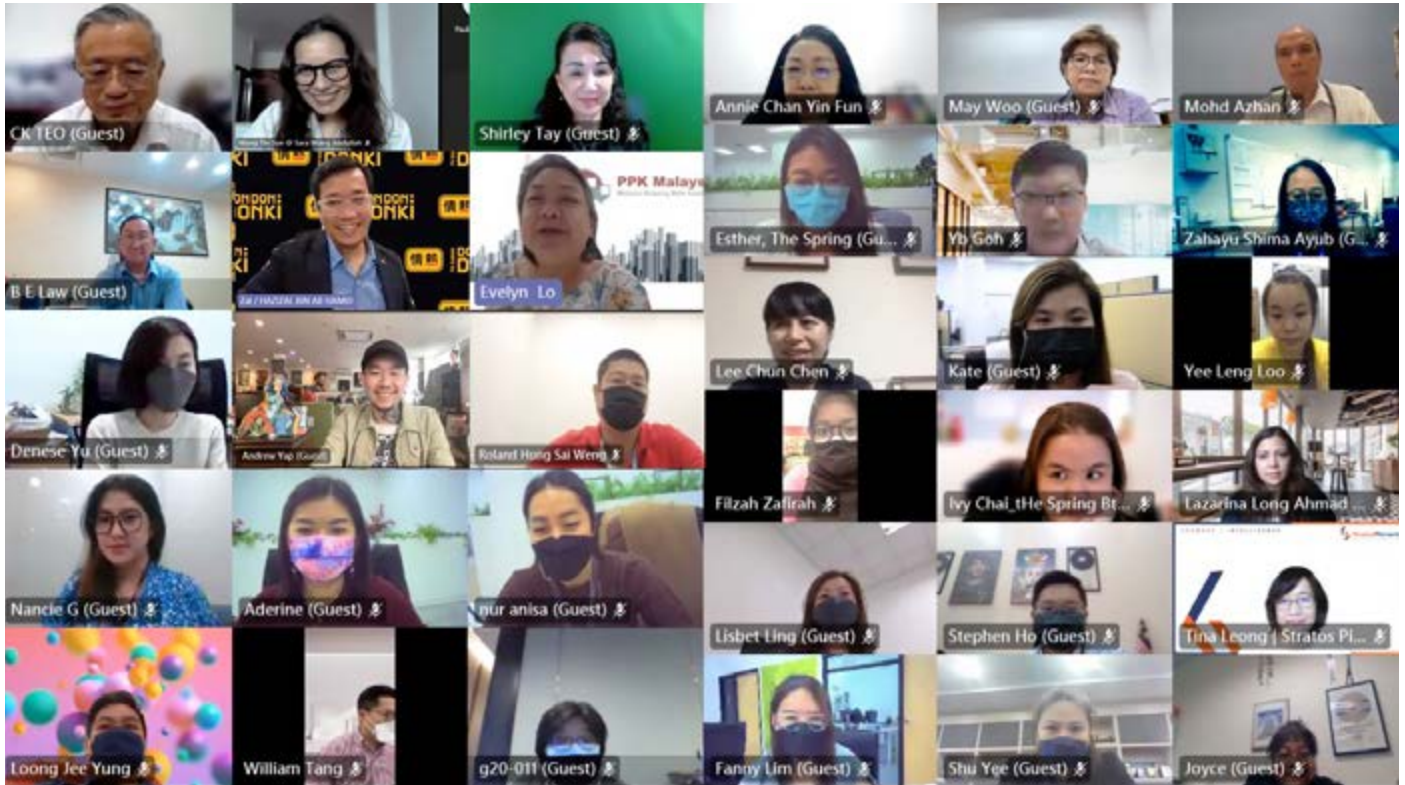 CK TEO (Guest)
Shirley Tay (Guest)
Annie Chan Yin Fun
May Woo (Guest)
Mohd Azhan
B E Law (Guest)
DONKI
情熱
Evelyn Lo
PPK Malays
Esther, The Spring (Gu...
Yb Goh
Zahayu Shima Ayub (G...
Lee Chun Chen
Kate (Guest)
Yee Leng Loo
Denese Yu (Guest)
Andrew Yap (Guest)
Roland Hong Sai Weng
Filzah Zafirah
Ivy Chai_tHe Spring Bt...
Lazarina Long Ahmad
Nancie G (Guest)
Aderine (Guest)
nur anisa (Guest)
Lisbet Ling (Guest)
Stephen Ho (Guest)
Tina Leong | Stratos Pi...
Loong Jee Yung
William Tang
g20-011 (Guest)
Fanny Lim (Guest)
Shu Yee (Guest)
Joyce (Guest)